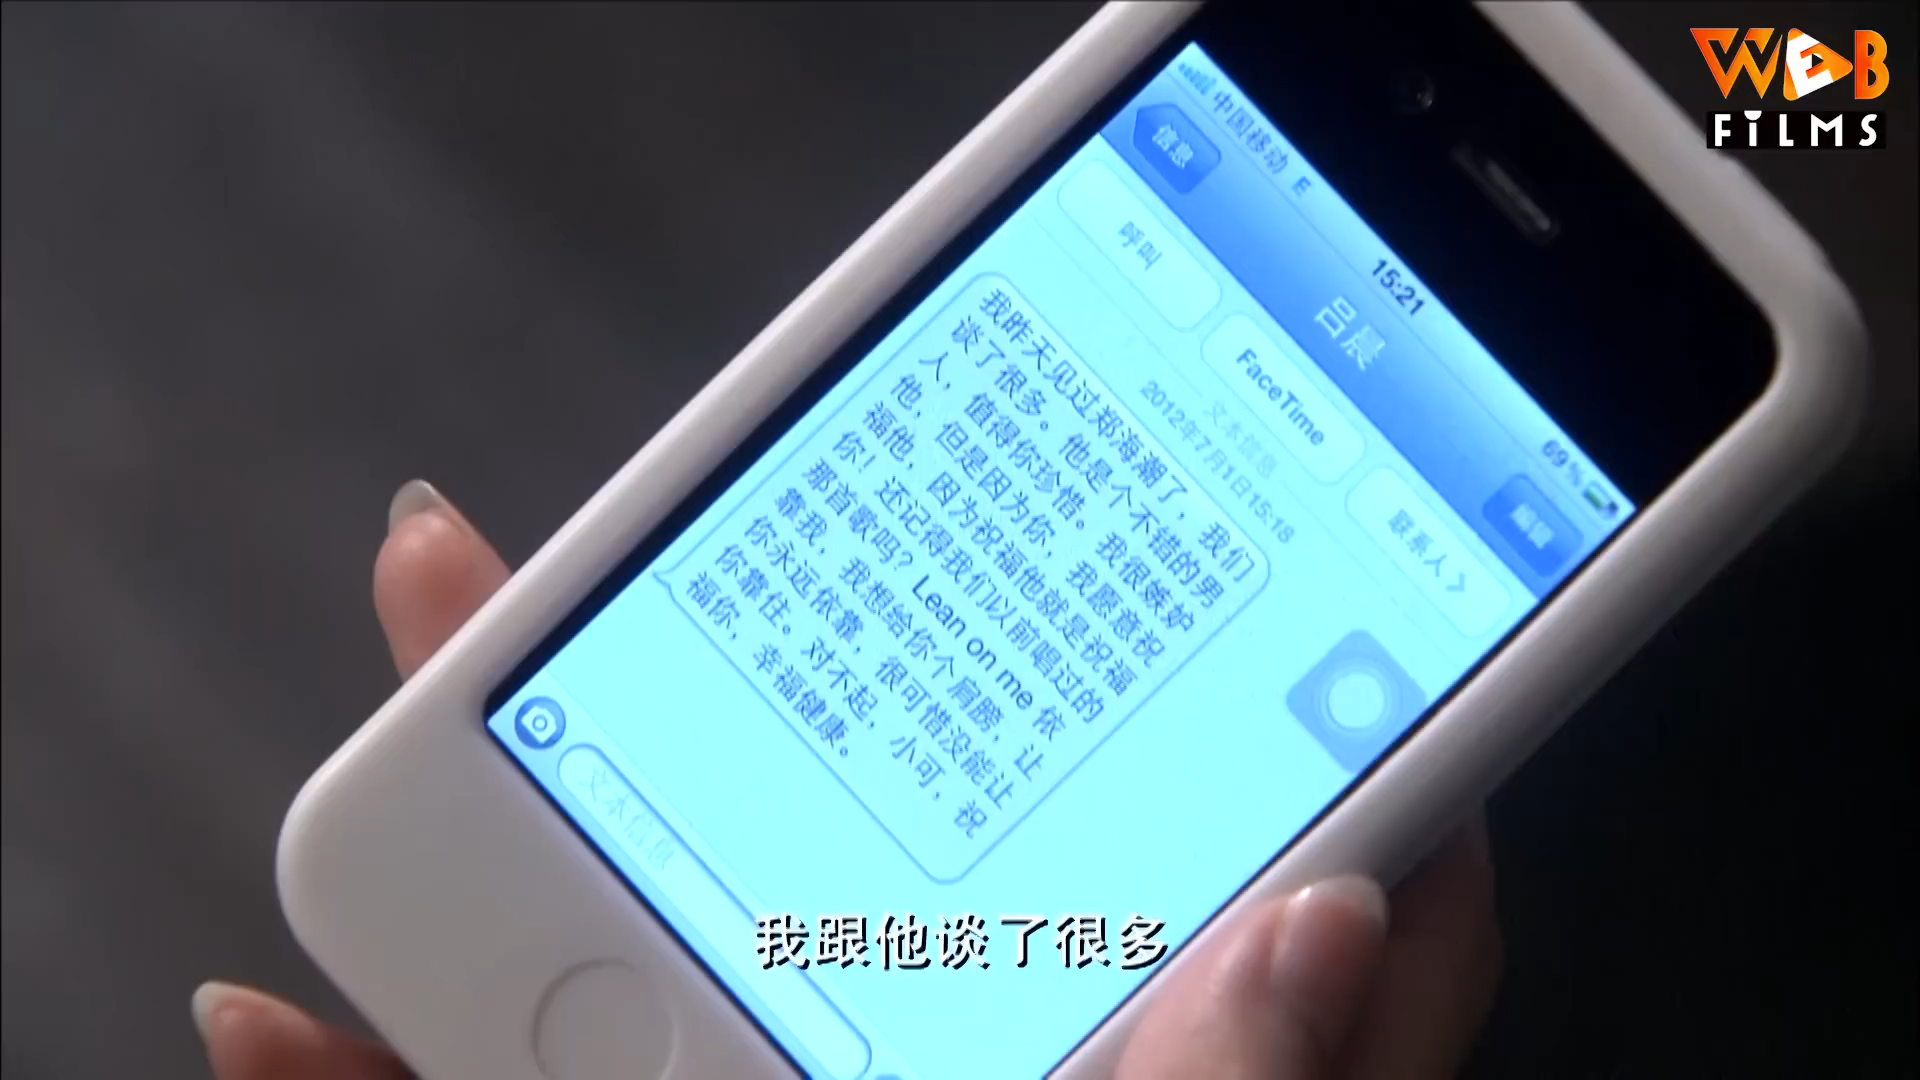 WEB
FiLMS
中国移动 E
15:21
69%
信息
吕晨
编辑
呼叫
FaceTime
联系人
文本信息
2012年7月1日15:18
我昨天见过郑海潮了，我们
谈了很多。他是个不错的男
人，值得你珍惜。我很嫉妒
他，但是因为你，我愿意祝
福他，因为祝福他就是祝福
你！还记得我们以前唱过的
那首歌吗？Lean on me 依
靠我，我想给你个肩膀，让
你永远依靠，很可惜没能让
你靠住。对不起，小可，祝
福你，幸福健康。
文本信息
我跟他谈了很多